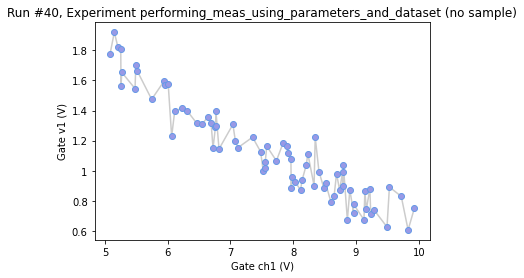 Run #40, Experiment performing_meas_using_parameters_and_dataset (no sample)
Gate v1 (V)
1.8
1.6
1.4
1.2
1
0.8
0.6
5 6 7 8 9 10
Gate ch1 (V)